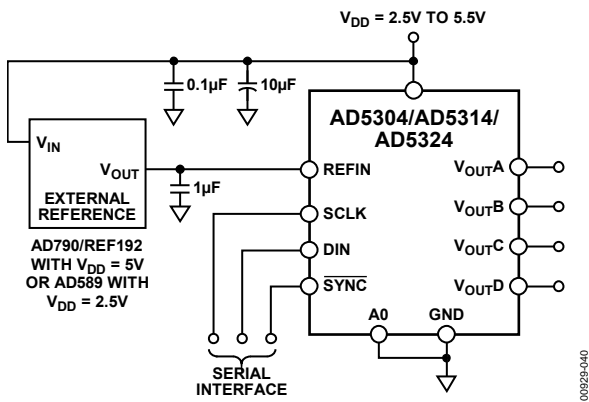 V_DD = 2.5V TO 5.5V
0.1µF
10µF
AD5304/AD5314/
AD5324
V_IN
V_OUT
EXTERNAL
REFERENCE
1µF
AD790/REF192
WITH V_DD = 5V
OR AD589 WITH
V_DD = 2.5V
REFIN
SCLK
DIN
SYNC
V_OUTA
V_OUTB
V_OUTC
V_OUTD
A0
GND
SERIAL
INTERFACE
00929-040